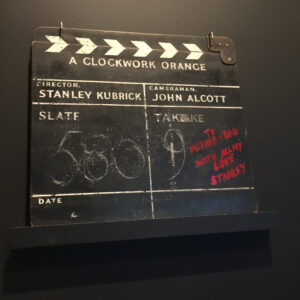 A CLOCKWORK ORANGE
DIRECTOR.
STANLEY KUBRICK
CAMERAMAN.
JOHN ALCOTT
SLATE
TAKE
580
9
TO
MOTHER & DAD
WITH ALL MY
LOVE
STANLEY
DATE